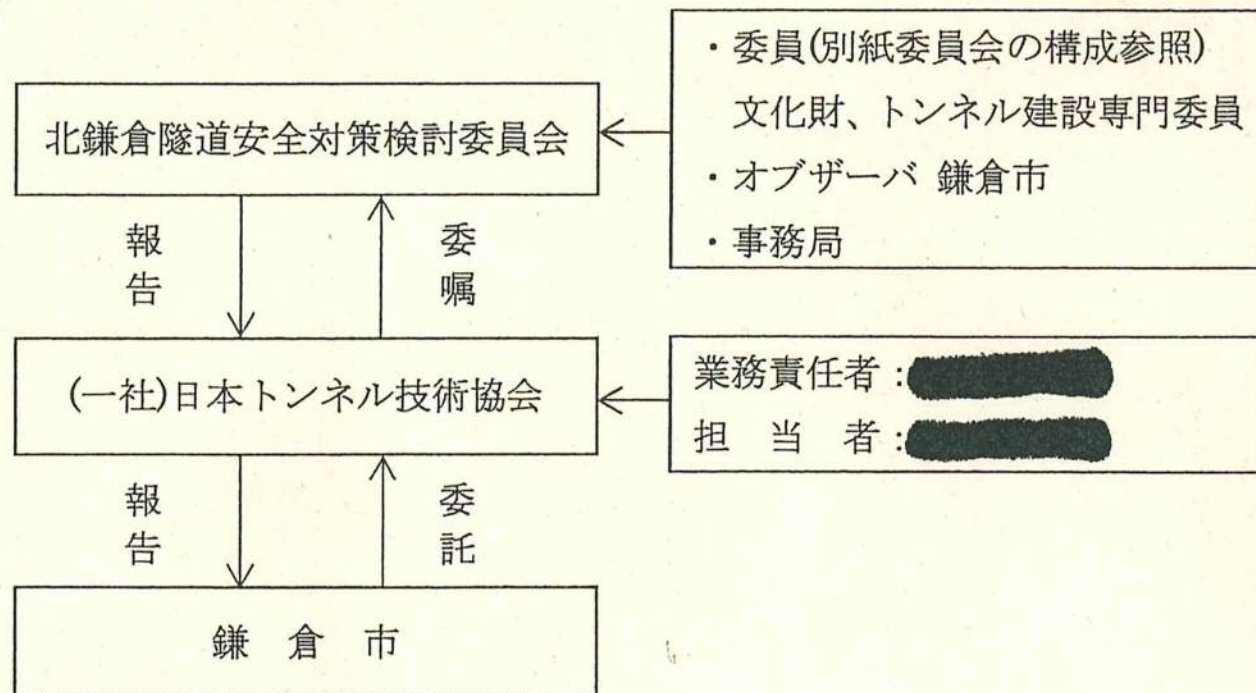 ・委員(別紙委員会の構成参照)
文化財、トンネル建設専門委員
・オブザーバ 鎌倉市
・事務局
北鎌倉隧道安全対策検討委員会
報告
委嘱
(一社)日本トンネル技術協会
業務責任者:
担 当 者:
報告
委託
鎌 倉 市